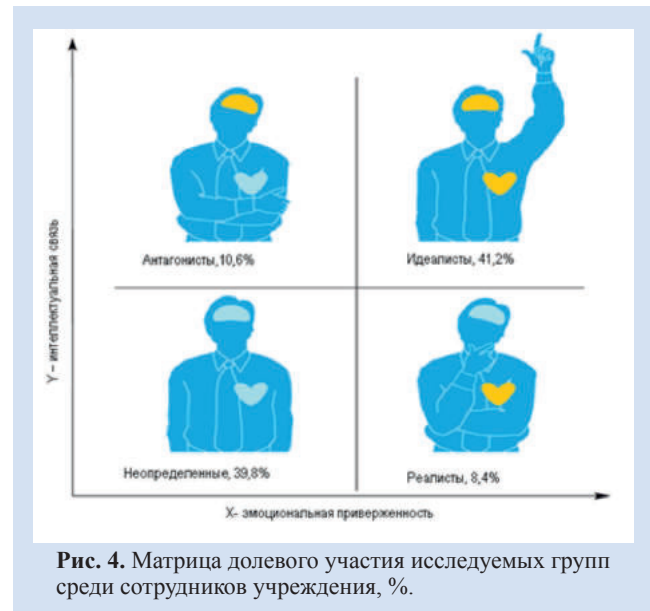 Y – интеллектуальная связь
Антагонисты,10,6%
Идеалисты, 41,2%
Неопределенные, 39,8%
Реалисты, 8,4%
X- эмоциональная приверженность
Рис. 4. Матрица долевого участия исследуемых групп
среди сотрудников учреждения, %.